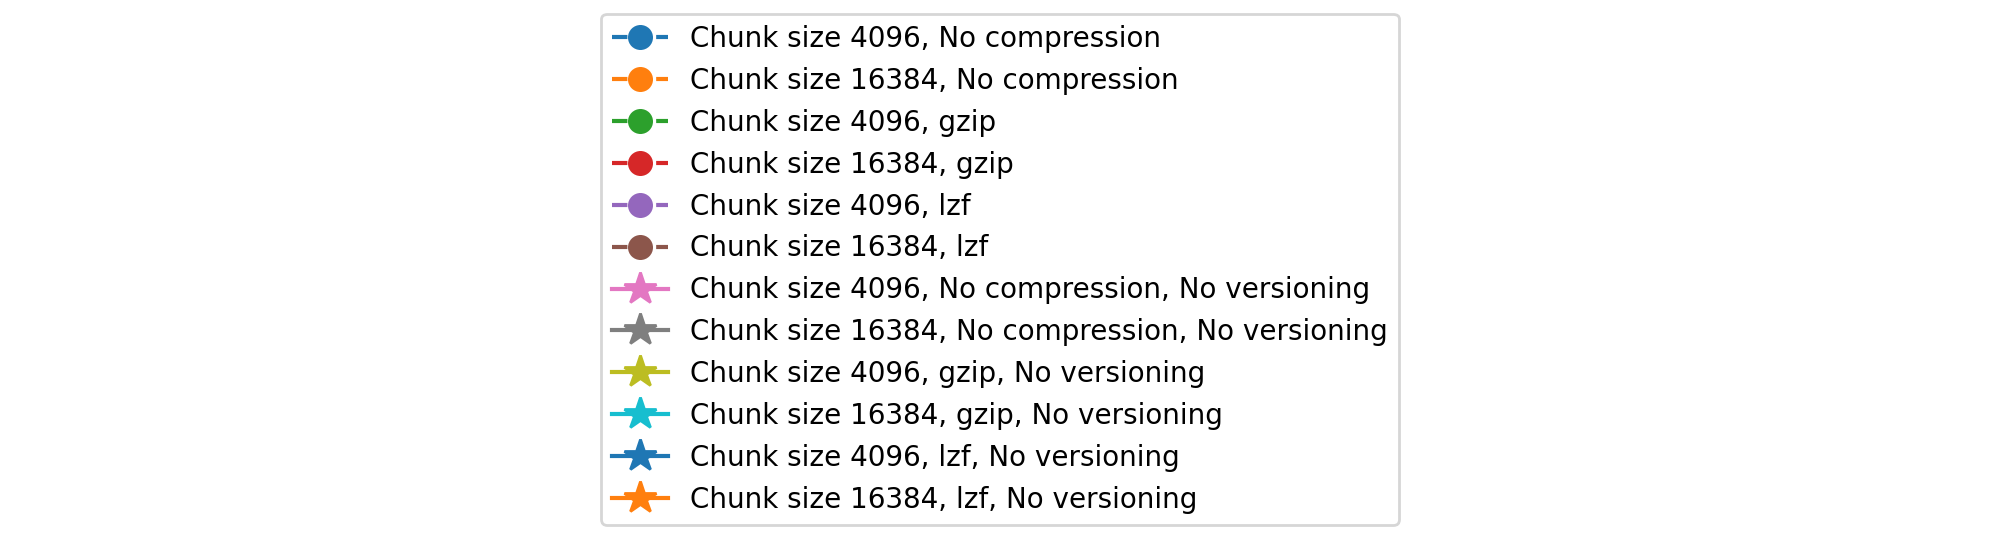 Chunk size 4096, No compression
Chunk size 16384, No compression
Chunk size 4096, gzip
Chunk size 16384, gzip
Chunk size 4096, lzf
Chunk size 16384, lzf
Chunk size 4096, No compression, No versioning
Chunk size 16384, No compression, No versioning
Chunk size 4096, gzip, No versioning
Chunk size 16384, gzip, No versioning
Chunk size 4096, lzf, No versioning
Chunk size 16384, lzf, No versioning